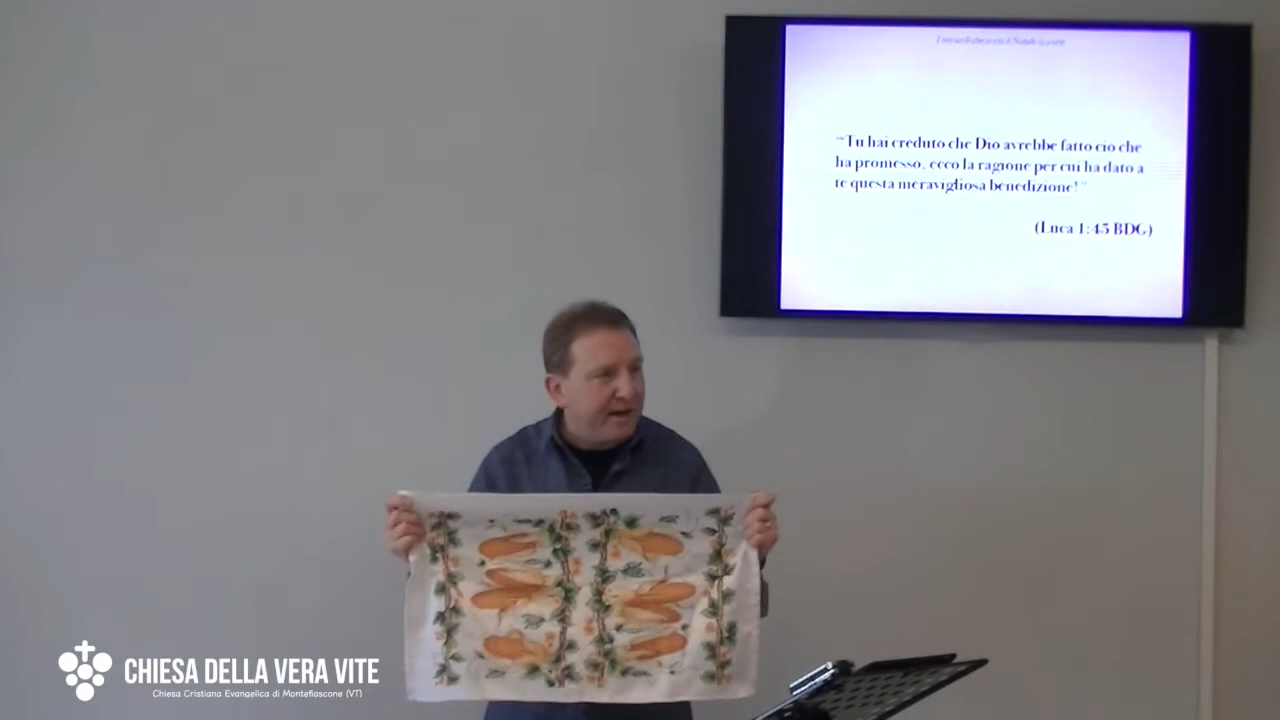 “Tu hai creduto che Dio avrebbe fatto ciò che
ha promesso, ecco la ragione per cui ha dato a
te questa meravigliosa benedizione!”
(Luca 1:45 BDG)
CHIESA DELLA VERA VITE
Chiesa Cristiana Evangelica di Montefiascone (VT)